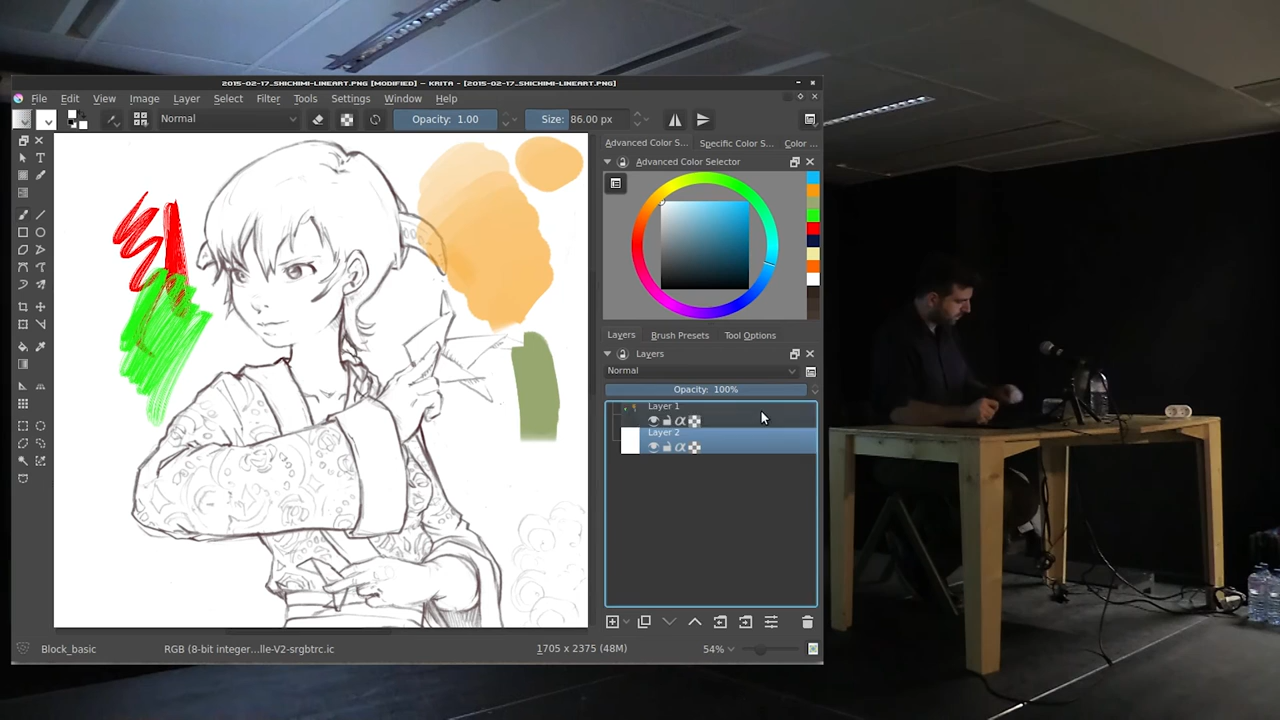 2015-02-17_SHICHIMI-LINEART.PNG [MODIFIED] – KRITA - [2015-02-17_SHICHIMI-LINEART.PNG]
File Edit View Image Layer Select Filter Tools Settings Window Help
Normal Opacity: 1.00 Size: 86.00 px
Advanced Color S... Specific Color S... Color ...
Advanced Color Selector
Layers Brush Presets Tool Options
Layers
Normal
Opacity: 100%
Layer 1
Layer 2
Block_basic RGB (8-bit integer...lle-V2-srgbtrc.ic 1705 x 2375 (48M) 54%